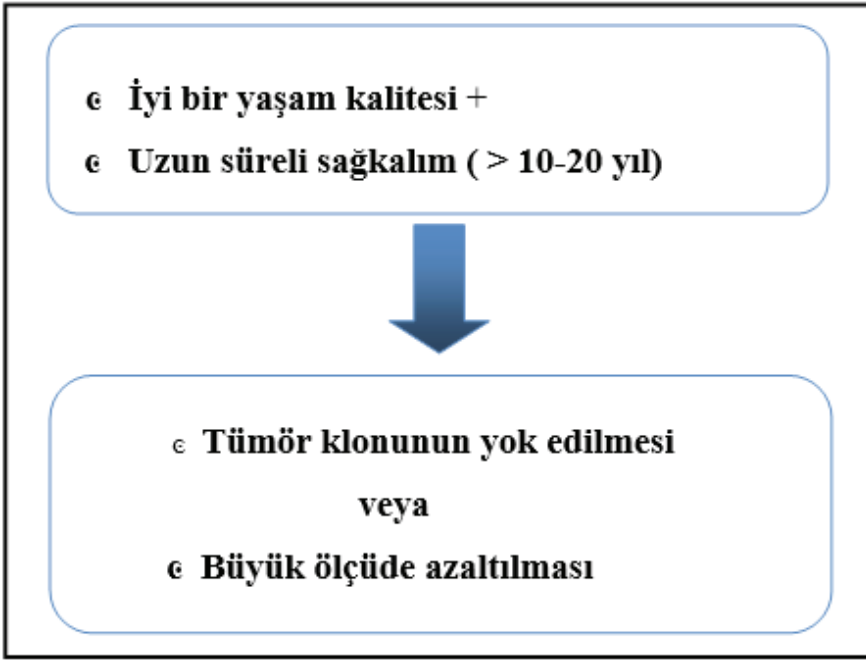 İyi bir yaşam kalitesi +
Uzun süreli sağkalım ( > 10-20 yıl)
Tümör klonunun yok edilmesi
veya
Büyük ölçüde azaltılması